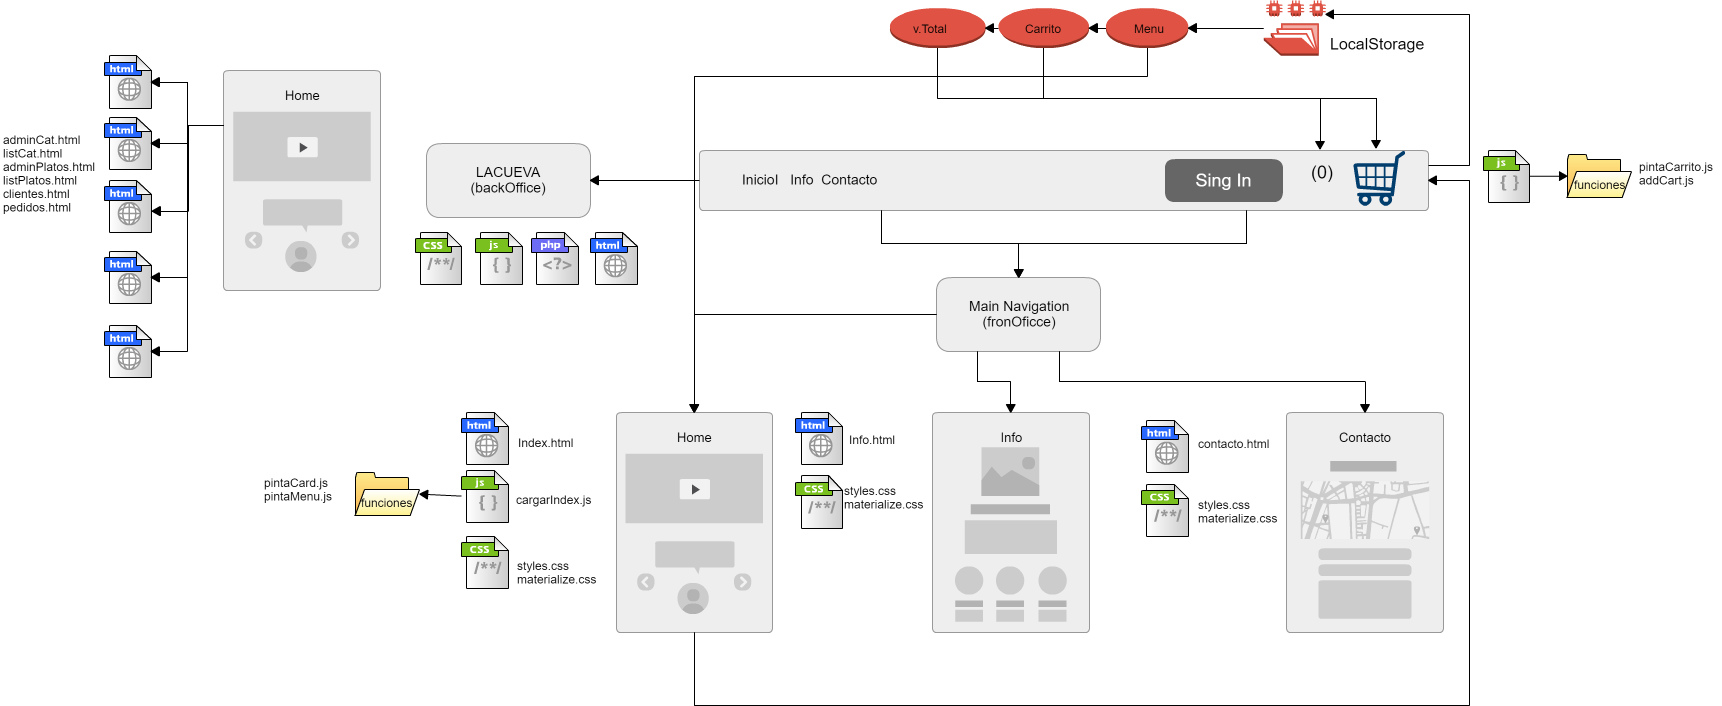 v.Total
Carrito
Menu
LocalStorage
html
Home
html
adminCat.html
listCat.html
adminPlatos.html
listPlatos.html
clientes.html
pedidos.html
html
html
html
LACUEVA
(backOffice)
CSS
/**/
js
{ }
php
<?>
html
Iniciol Info Contacto
Sing In
(0)
js
{ }
funciones
pintaCarrito.js
addCart.js
Main Navigation
(fronOficce)
pintaCard.js
pintaMenu.js
funciones
html
Index.html
js
{ }
cargarIndex.js
CSS
/**/
styles.css
materialize.css
Home
html
Info.html
CSS
/**/
styles.css
materialize.css
Info
html
contacto.html
CSS
/**/
styles.css
materialize.css
Contacto